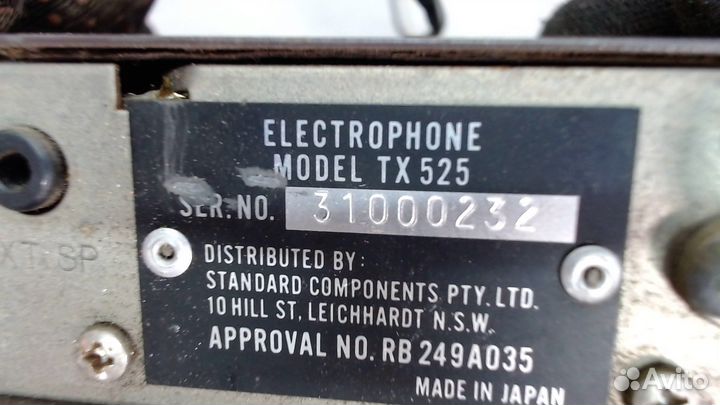 ELECTROPHONE
MODEL TX 525
SER. NO. 31000232
XT SP
DISTRIBUTED BY:
STANDARD COMPONENTS PTY. LTD.
10 HILL ST, LEICHHARDT N.S.W.
APPROVAL NO. RB 249A035
MADE IN JAPAN
Avito